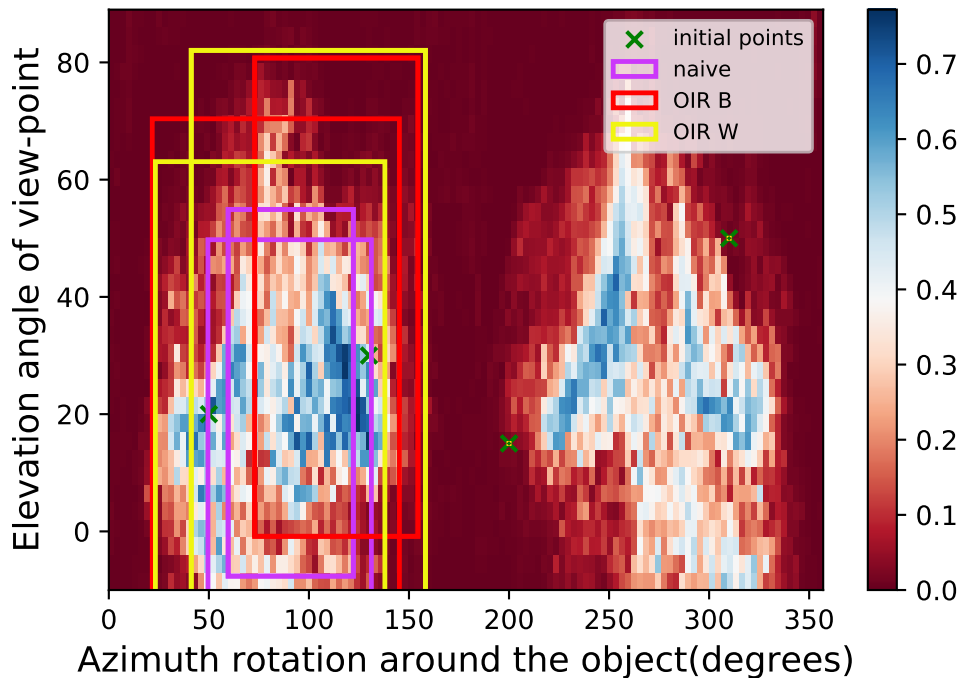 Elevation angle of view-point
80
60
40
20
0
0 50 100 150 200 250 300 350
Azimuth rotation around the object(degrees)
initial points
naive
OIR B
OIR W
0.7
0.6
0.5
0.4
0.3
0.2
0.1
0.0